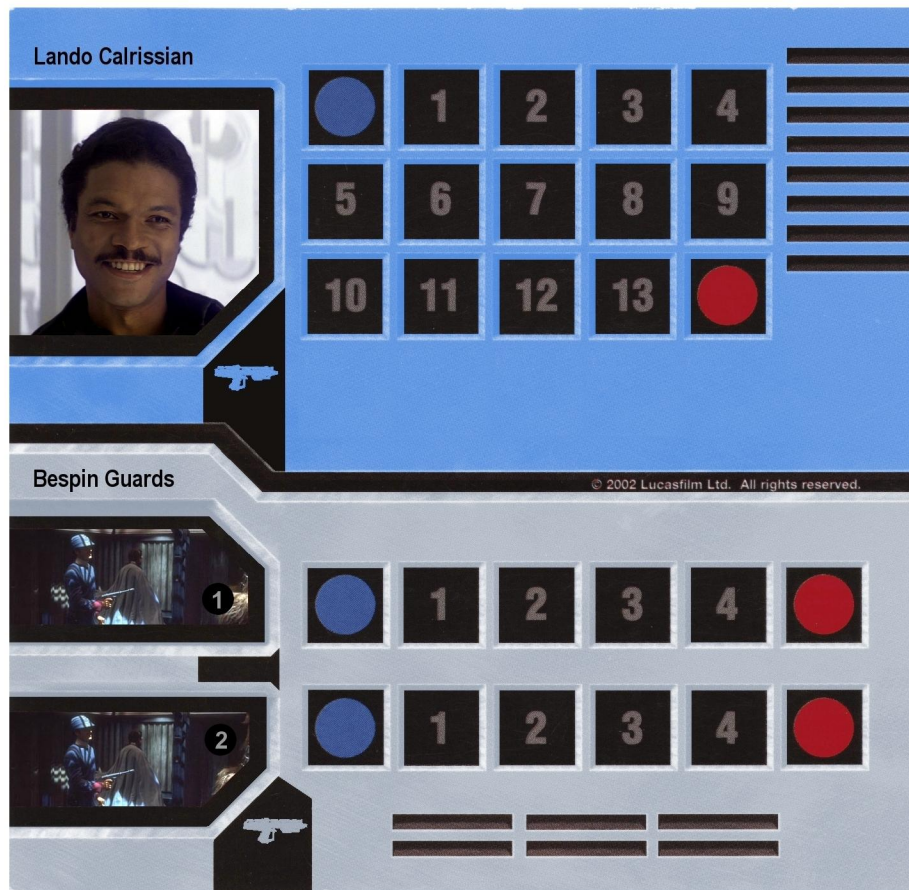 Lando Calrissian
1 2 3 4
5 6 7 8 9
10 11 12 13
Bespin Guards
© 2002 Lucasfilm Ltd. All rights reserved.
1
1 2 3 4
2
1 2 3 4